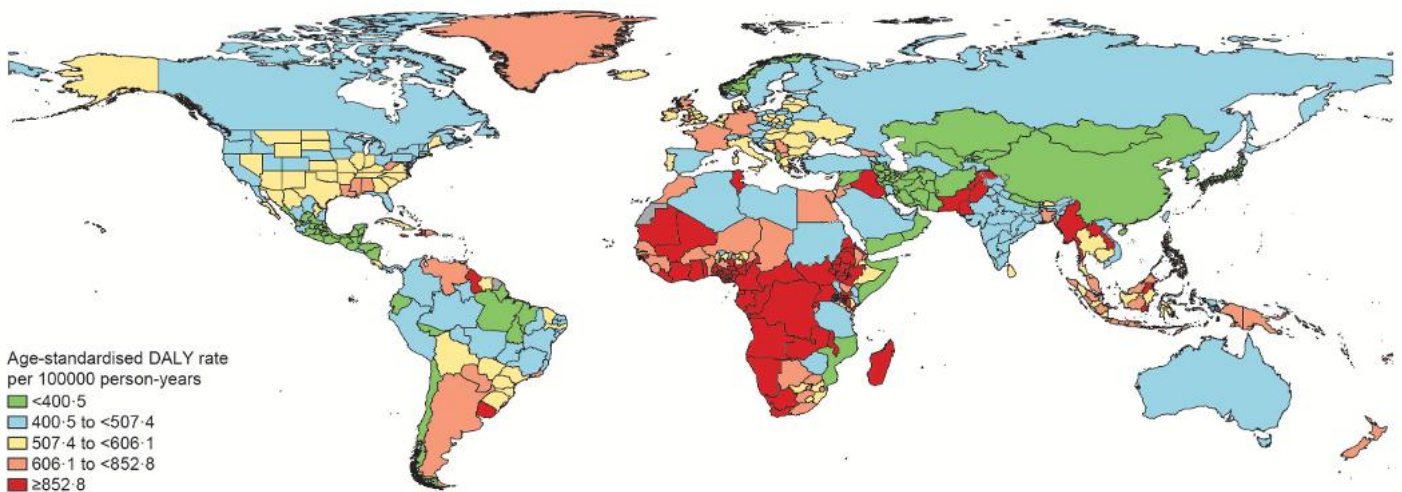 Age-standardised DALY rate
per 100000 person-years
<400·5
400·5 to <507·4
507·4 to <606·1
606·1 to <852·8
≥852·8